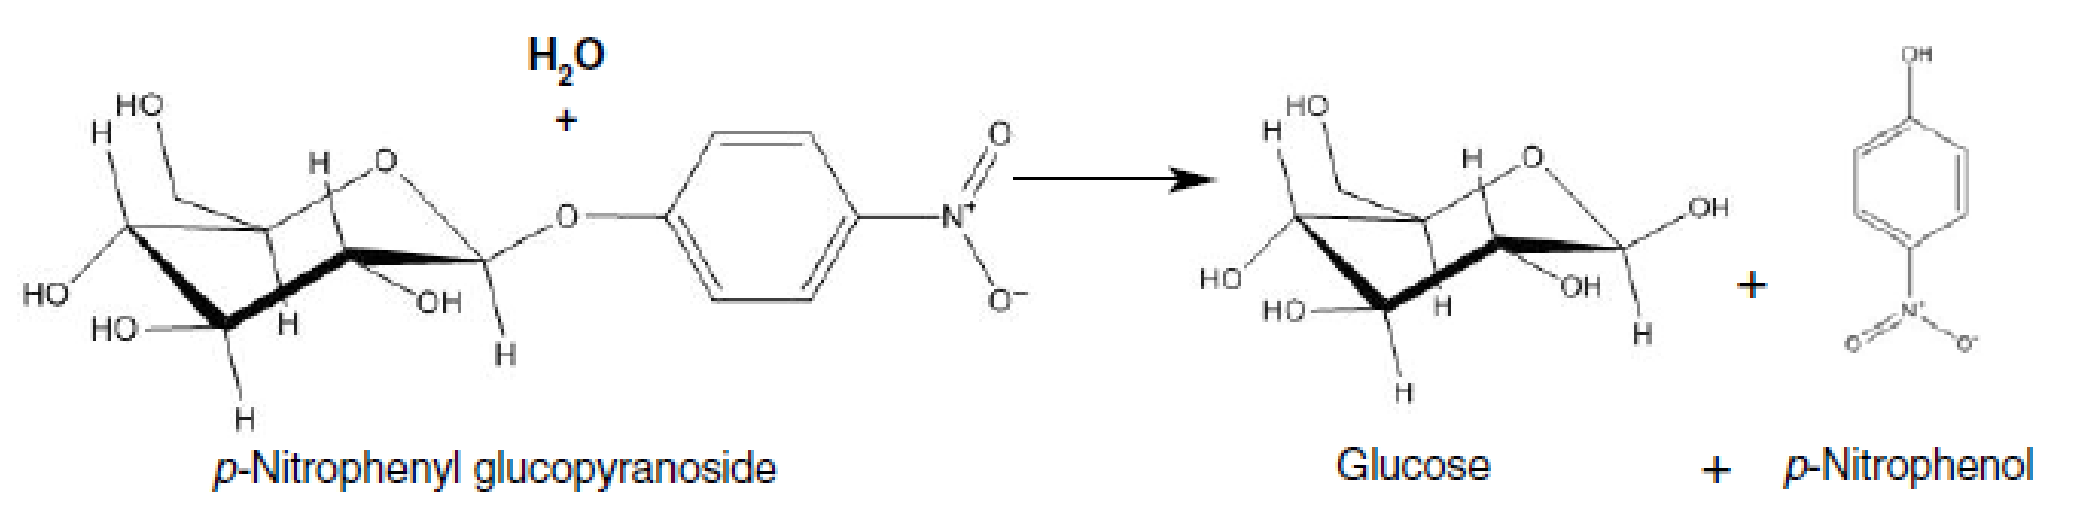 H₂O
+
HO
H
H
O
O
O
N⁺
O⁻
HO
HO
H
OH
H
H
p-Nitrophenyl glucopyranoside
HO
H
H
O
OH
HO
HO
H
OH
H
H
Glucose
+
OH
N⁺
O
O⁻
+
p-Nitrophenol